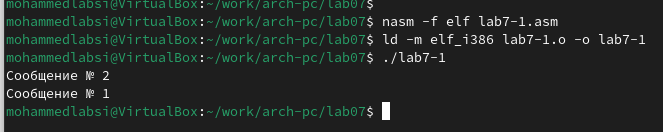 mohammedlabsi@VirtualBox:~/work/arch-pc/lab07$
mohammedlabsi@VirtualBox:~/work/arch-pc/lab07$ nasm -f elf lab7-1.asm
mohammedlabsi@VirtualBox:~/work/arch-pc/lab07$ ld -m elf_i386 lab7-1.o -o lab7-1
mohammedlabsi@VirtualBox:~/work/arch-pc/lab07$ ./lab7-1
Сообщение № 2
Сообщение № 1
mohammedlabsi@VirtualBox:~/work/arch-pc/lab07$